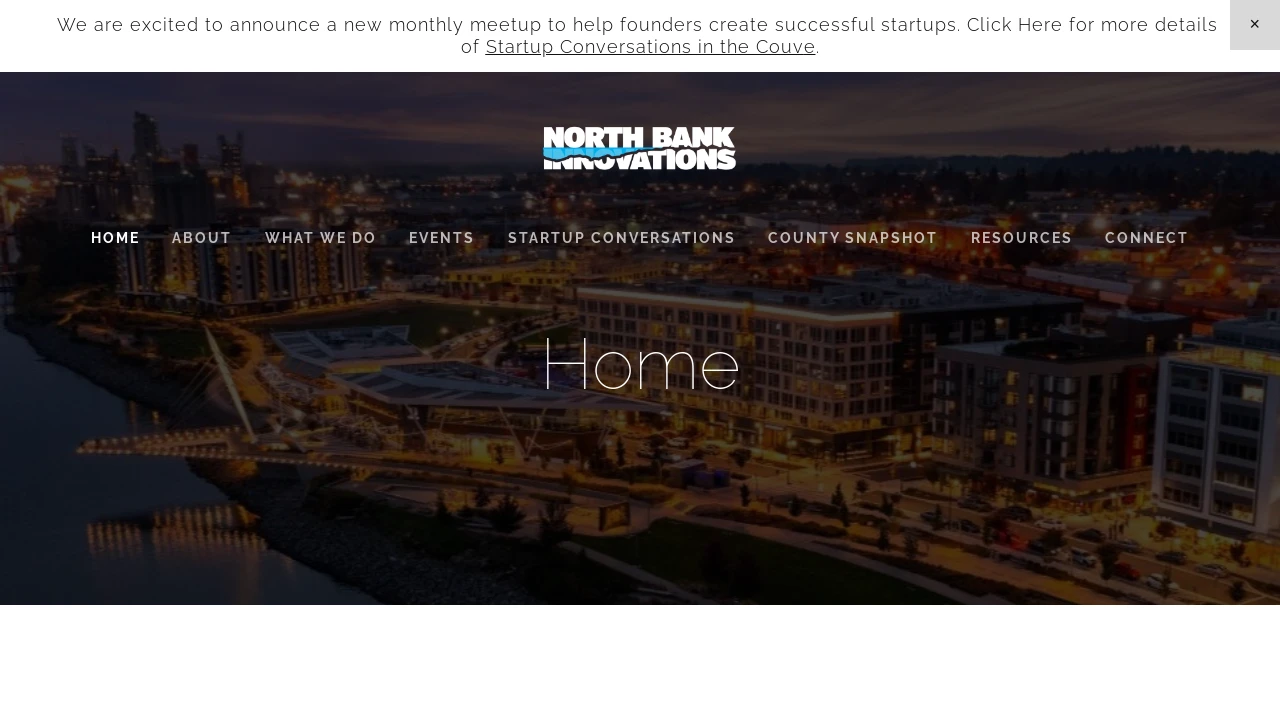 We are excited to announce a new monthly meetup to help founders create successful startups. Click Here for more details
of Startup Conversations in the Couve.
×
NORTH BANK
INNOVATIONS
HOME ABOUT WHAT WE DO EVENTS STARTUP CONVERSATIONS COUNTY SNAPSHOT RESOURCES CONNECT
Home